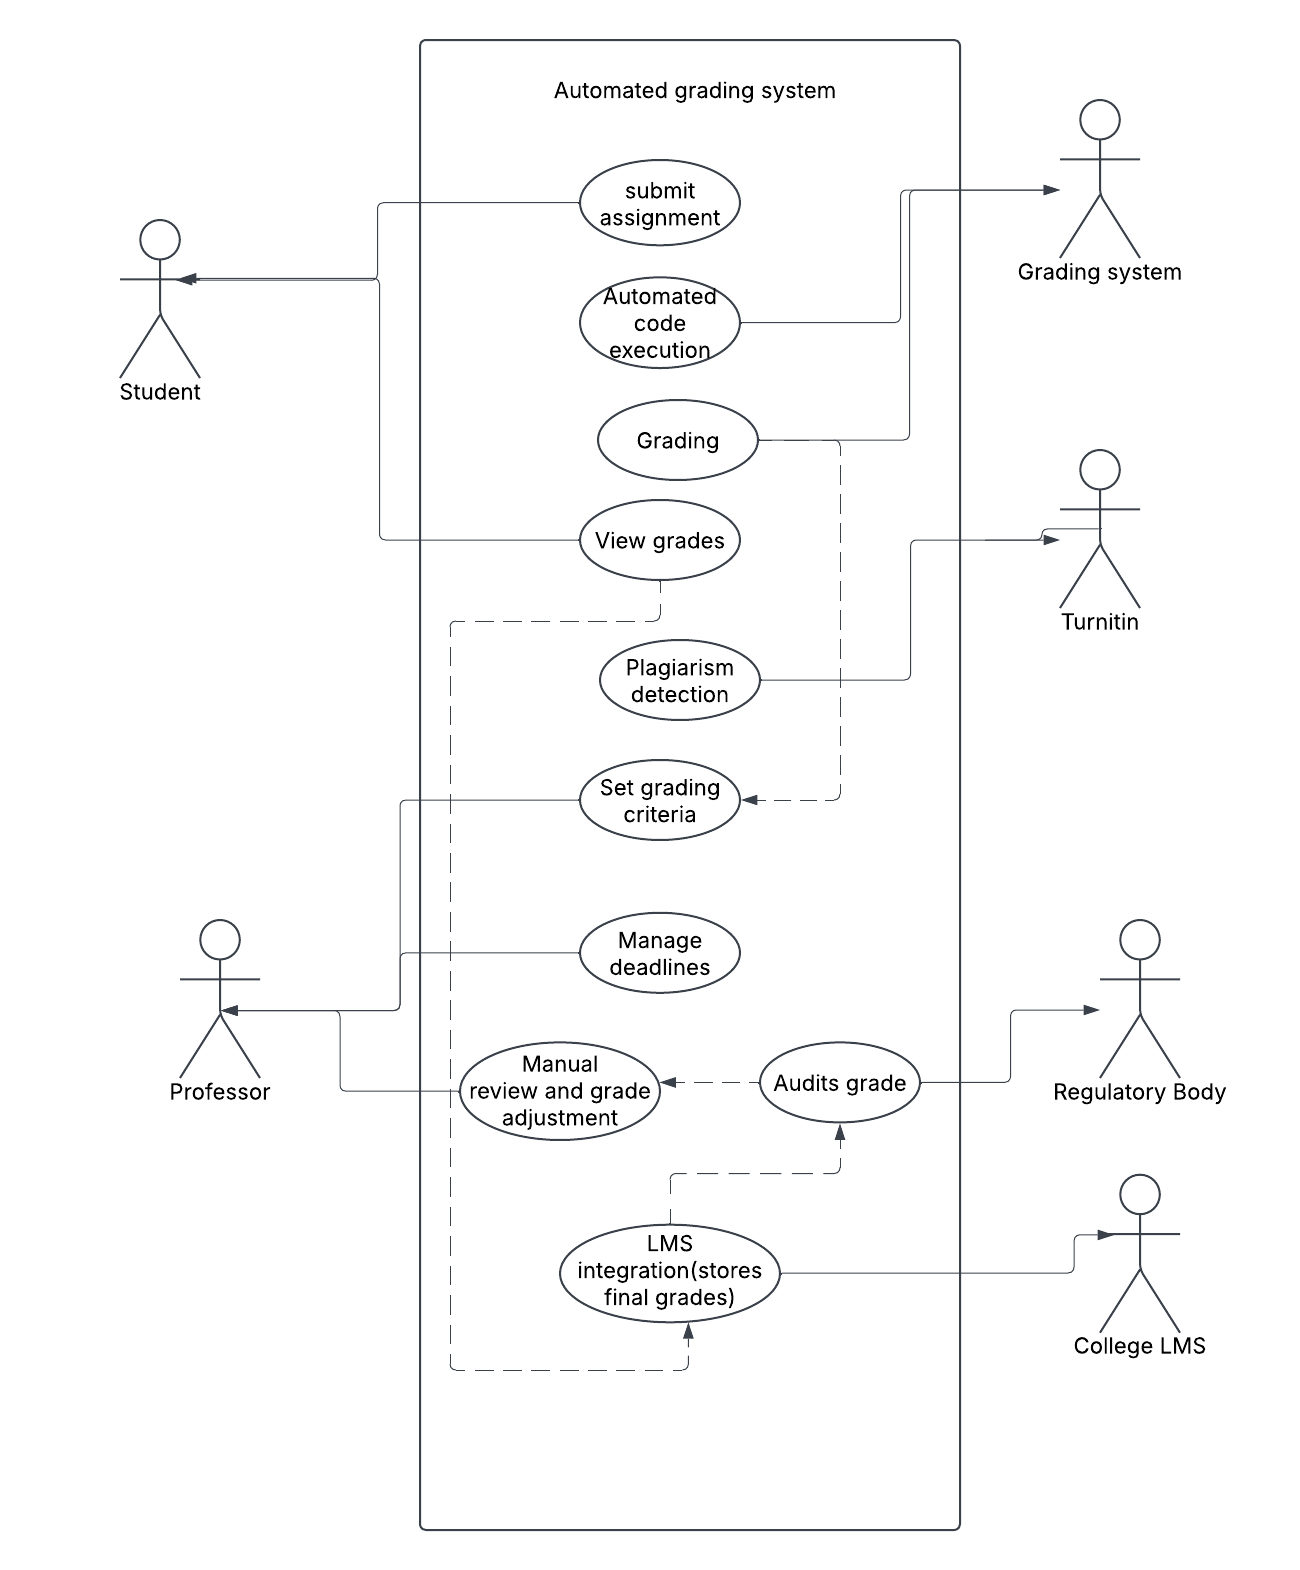 Automated grading system
submit
assignment
Grading system
Automated
code
execution
Student
Grading
View grades
Turnitin
Plagiarism
detection
Set grading
criteria
Manage
deadlines
Manual
review and grade
adjustment
Audits grade
Professor
Regulatory Body
LMS
integration(stores
final grades)
College LMS